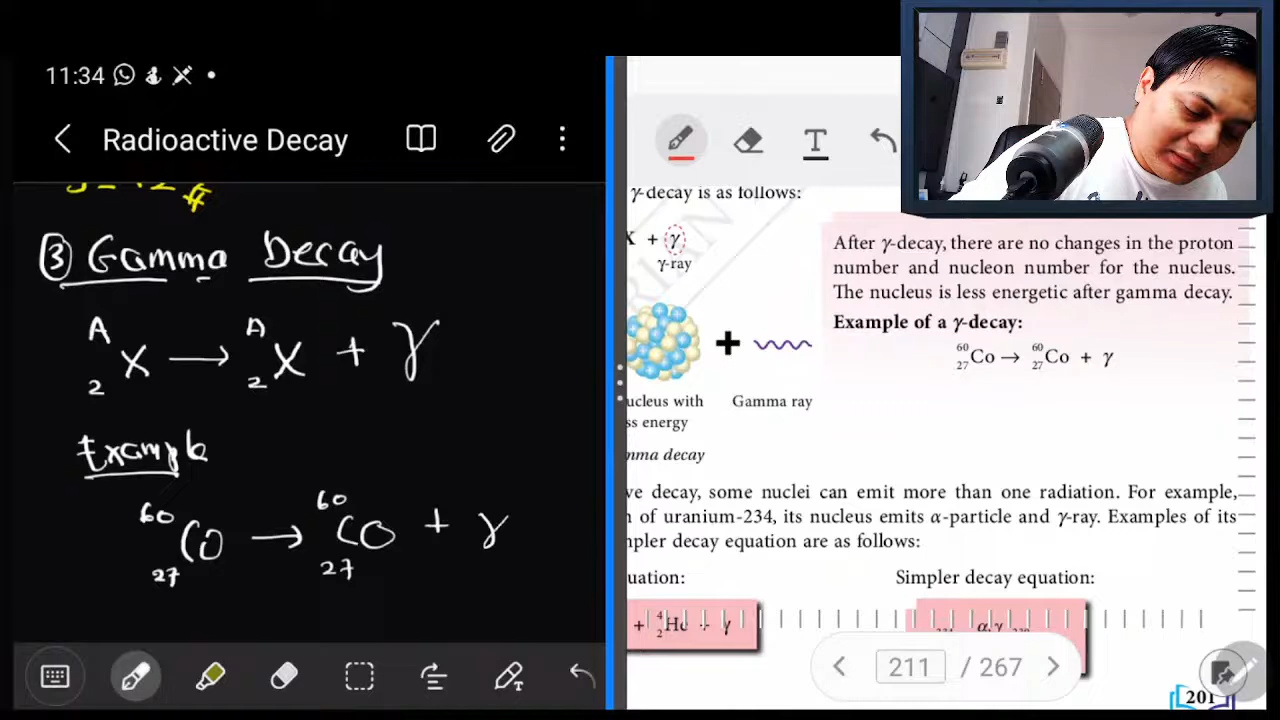 11:34
Radioactive Decay
③ Gamma Decay
A
Z X → A
Z X + γ
Example
60
27 Co → 60
27 Co + γ
γ-decay is as follows:
X + γ
γ-ray
After γ-decay, there are no changes in the proton
number and nucleon number for the nucleus.
The nucleus is less energetic after gamma decay.
Example of a γ-decay:
60
27 Co → 60
27 Co + γ
ucleus with
ss energy
Gamma ray
mma decay
ve decay, some nuclei can emit more than one radiation. For example,
n of uranium-234, its nucleus emits α-particle and γ-ray. Examples of its
mpler decay equation are as follows:
uation:
Simpler decay equation:
+ 4
2 He + γ
α, γ
211 / 267
201